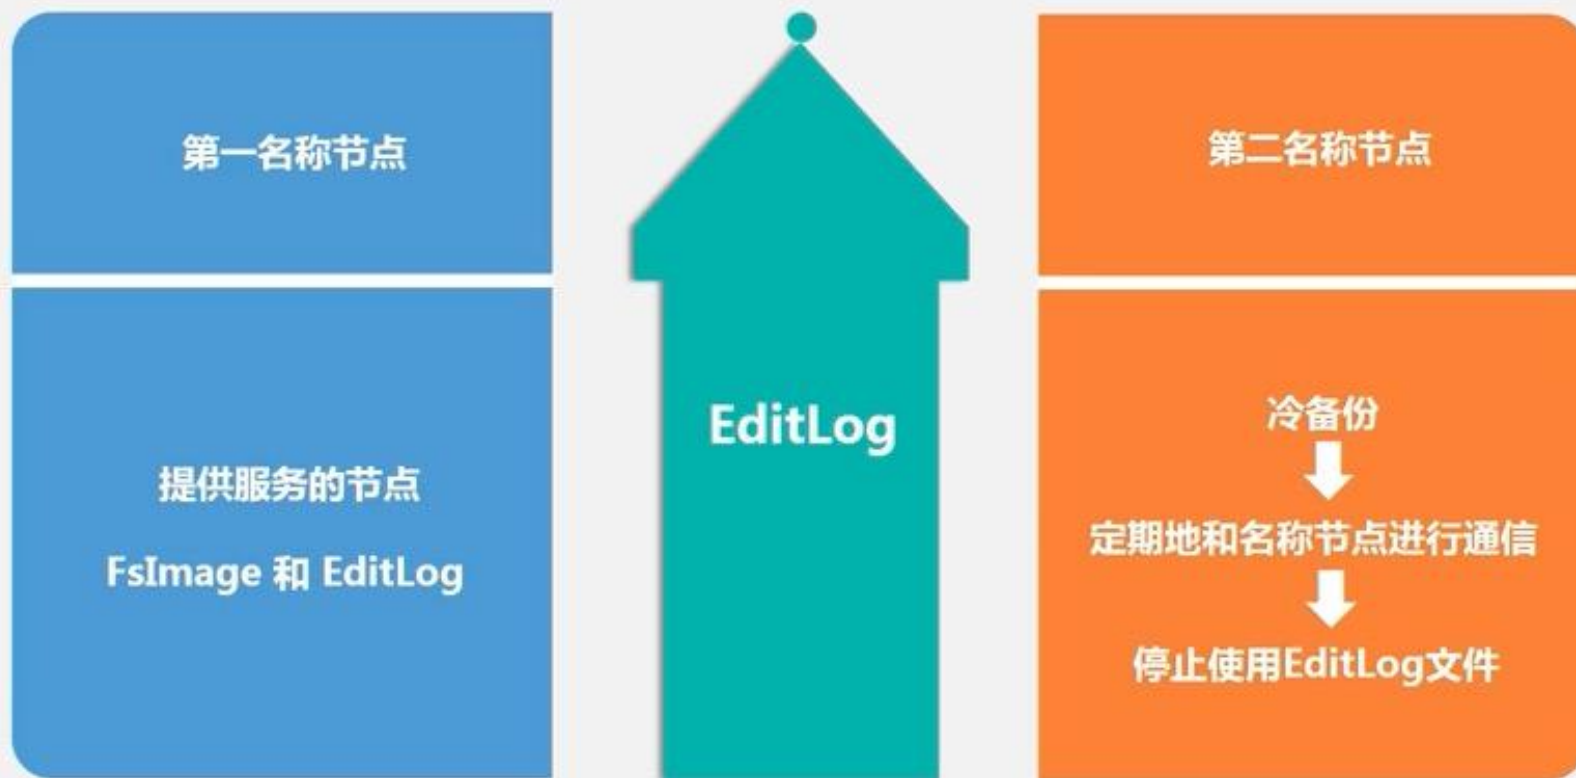 第一名称节点
提供服务的节点
FsImage 和 EditLog
EditLog
第二名称节点
冷备份
定期地和名称节点进行通信
停止使用EditLog文件